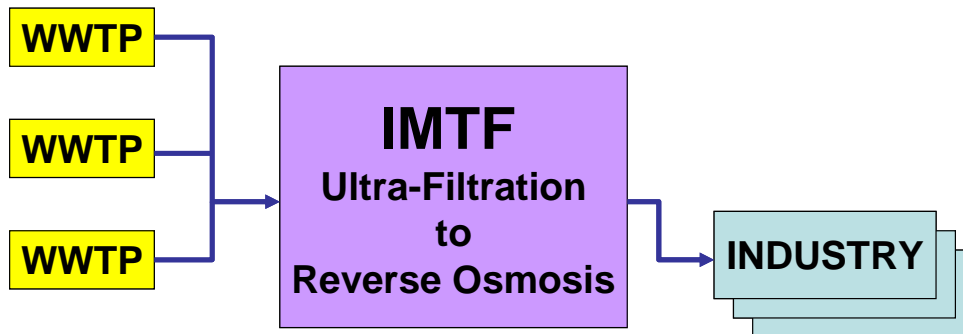 WWTP
WWTP
WWTP
IMTF
Ultra-Filtration
to
Reverse Osmosis
INDUSTRY